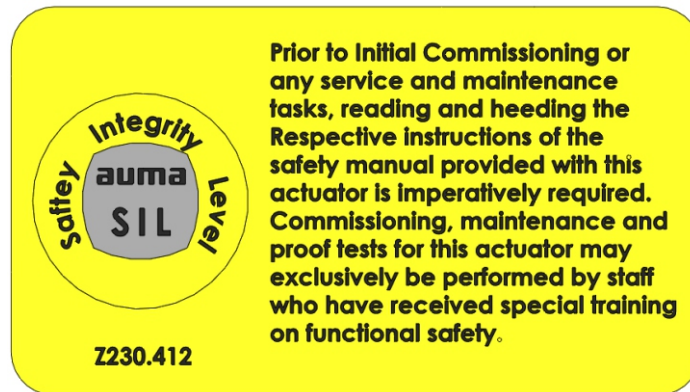 Saftey Integrity Level
auma
SIL
Z230.412
Prior to Initial Commissioning or
any service and maintenance
tasks, reading and heeding the
Respective instructions of the
safety manual provided with this
actuator is imperatively required.
Commissioning, maintenance and
proof tests for this actuator may
exclusively be performed by staff
who have received special training
on functional safety。